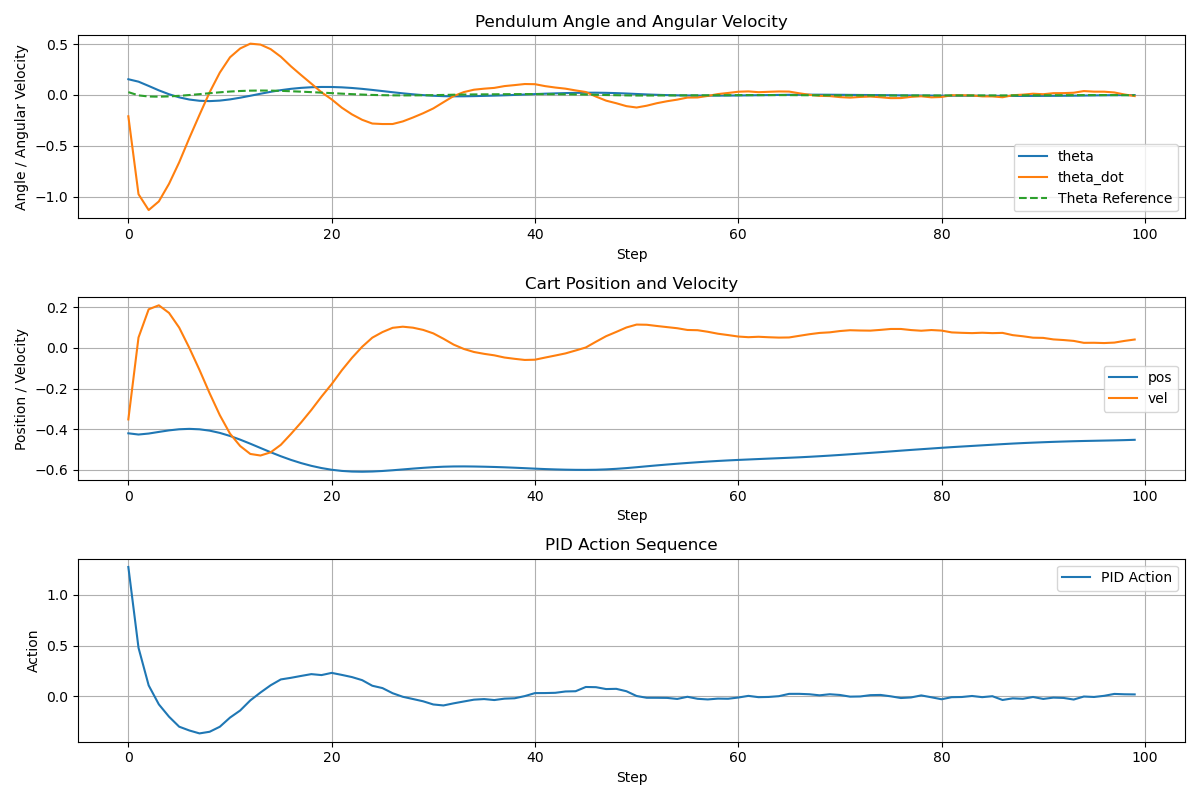 Pendulum Angle and Angular Velocity
Angle / Angular Velocity
0.5
0.0
−0.5
−1.0
theta
theta_dot
Theta Reference
0 20 40 60 80 100
Step
Cart Position and Velocity
Position / Velocity
0.2
0.0
−0.2
−0.4
−0.6
pos
vel
0 20 40 60 80 100
Step
PID Action Sequence
Action
1.0
0.5
0.0
PID Action
0 20 40 60 80 100
Step